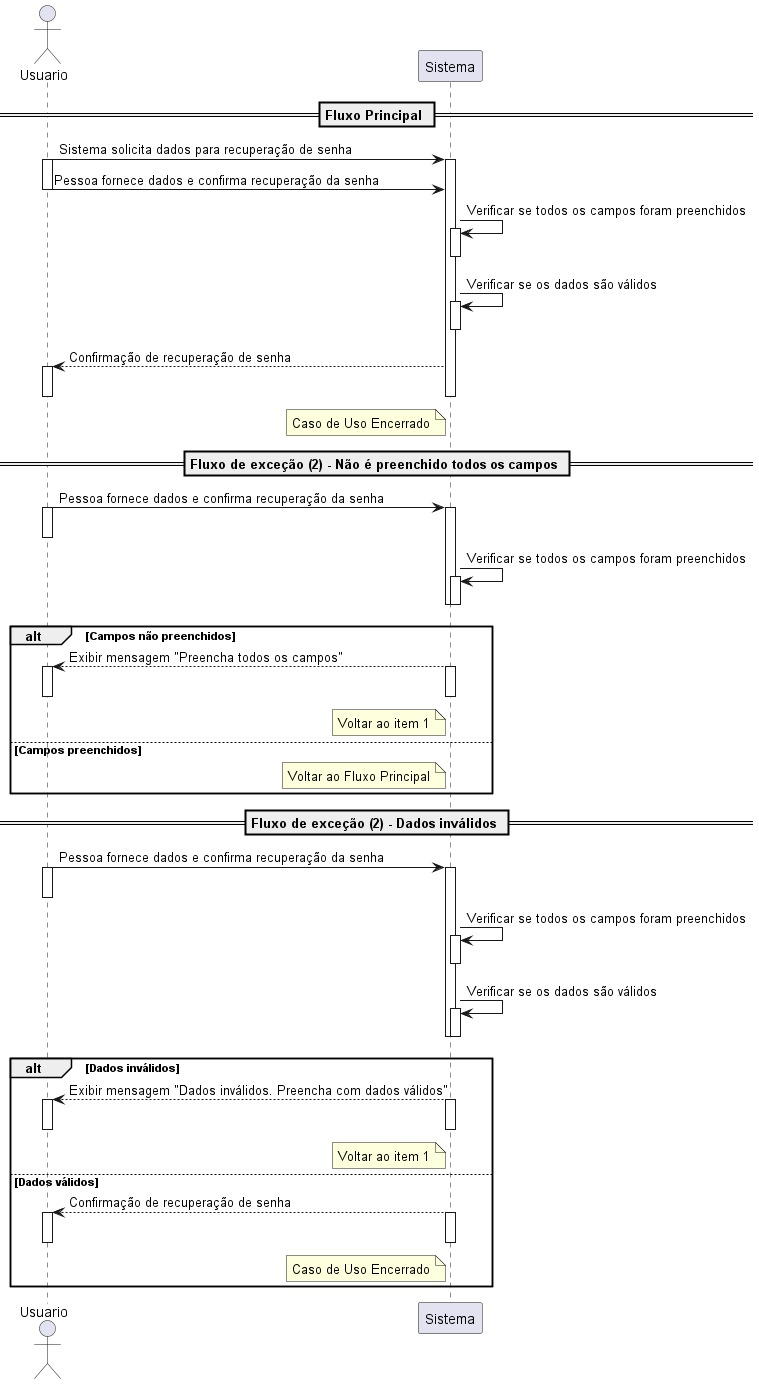 Usuario
Sistema
Fluxo Principal
Sistema solicita dados para recuperação de senha
Pessoa fornece dados e confirma recuperação da senha
Verificar se todos os campos foram preenchidos
Verificar se os dados são válidos
Confirmação de recuperação de senha
Caso de Uso Encerrado
Fluxo de exceção (2) - Não é preenchido todos os campos
Pessoa fornece dados e confirma recuperação da senha
Verificar se todos os campos foram preenchidos
alt [Campos não preenchidos]
Exibir mensagem "Preencha todos os campos"
Voltar ao item 1
[Campos preenchidos]
Voltar ao Fluxo Principal
Fluxo de exceção (2) - Dados inválidos
Pessoa fornece dados e confirma recuperação da senha
Verificar se todos os campos foram preenchidos
Verificar se os dados são válidos
alt [Dados inválidos]
Exibir mensagem "Dados inválidos. Preencha com dados válidos"
Voltar ao item 1
[Dados válidos]
Confirmação de recuperação de senha
Caso de Uso Encerrado
Usuario
Sistema